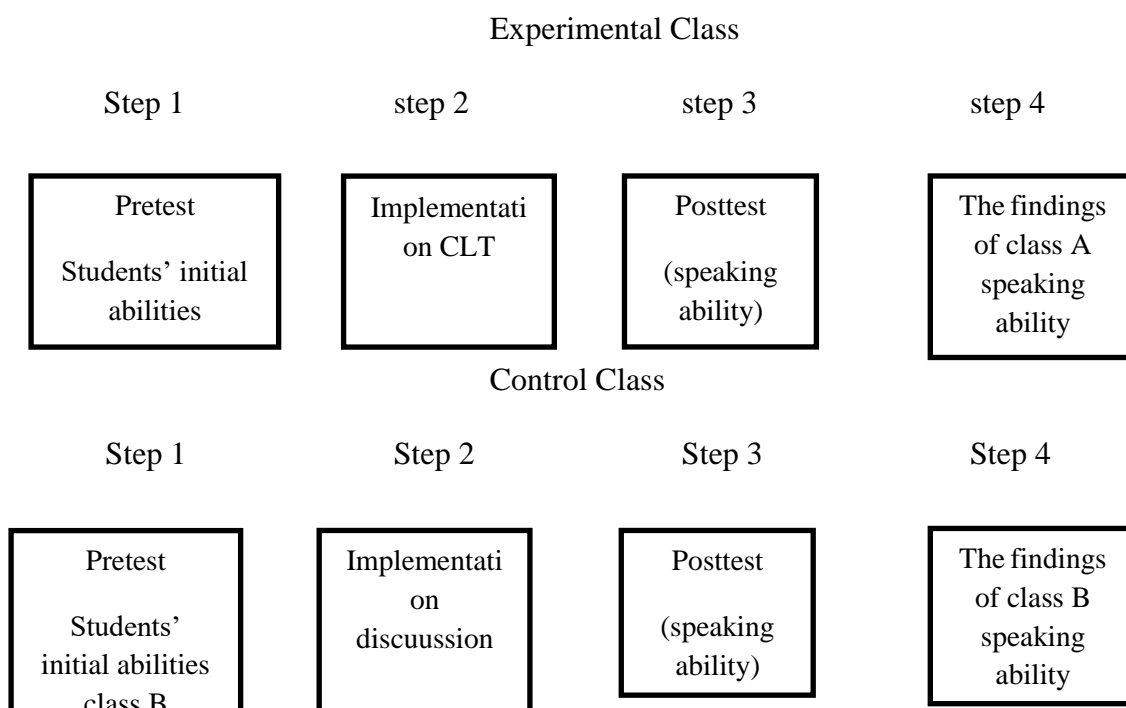 Experimental Class
Step 1
step 2
step 3
step 4
Pretest
Students’ initial
abilities
Implementati
on CLT
Posttest
(speaking
ability)
The findings
of class A
speaking
ability
Control Class
Step 1
Step 2
Step 3
Step 4
Pretest
Students’
initial abilities
class B
Implementati
on
discuussion
Posttest
(speaking
ability)
The findings
of class B
speaking
ability